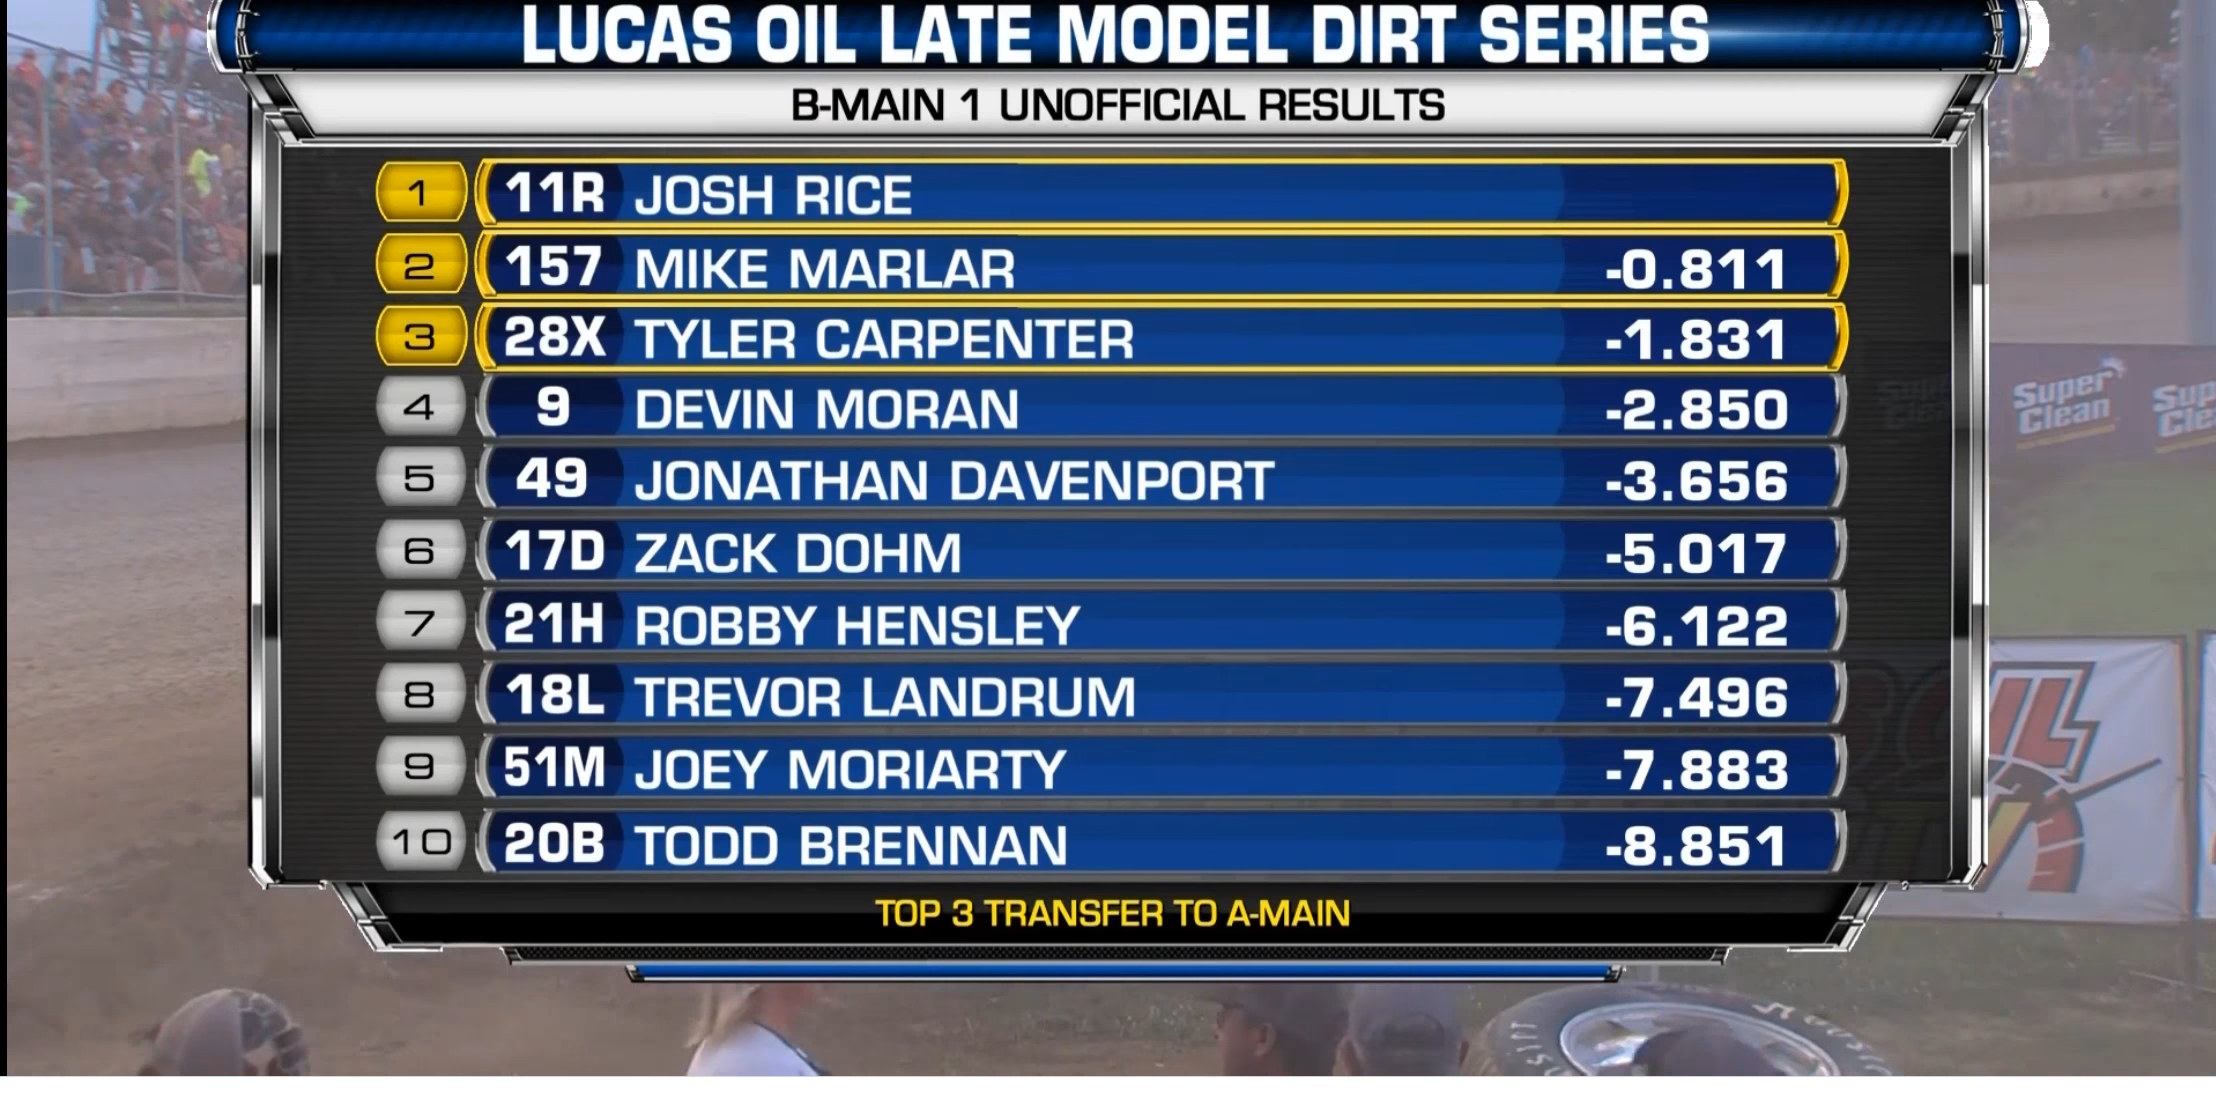 LUCAS OIL LATE MODEL DIRT SERIES
B-MAIN 1 UNOFFICIAL RESULTS
1 11R JOSH RICE
2 157 MIKE MARLAR -0.811
3 28X TYLER CARPENTER -1.831
4 9 DEVIN MORAN -2.850
5 49 JONATHAN DAVENPORT -3.656
6 17D ZACK DOHM -5.017
7 21H ROBBY HENSLEY -6.122
8 18L TREVOR LANDRUM -7.496
9 51M JOEY MORIARTY -7.883
10 20B TODD BRENNAN -8.851
TOP 3 TRANSFER TO A-MAIN
Super Clean